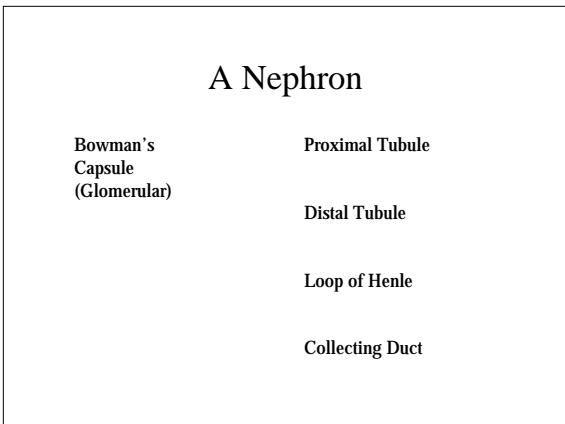 A Nephron
Bowman's
Capsule
(Glomerular)
Proximal Tubule
Distal Tubule
Loop of Henle
Collecting Duct